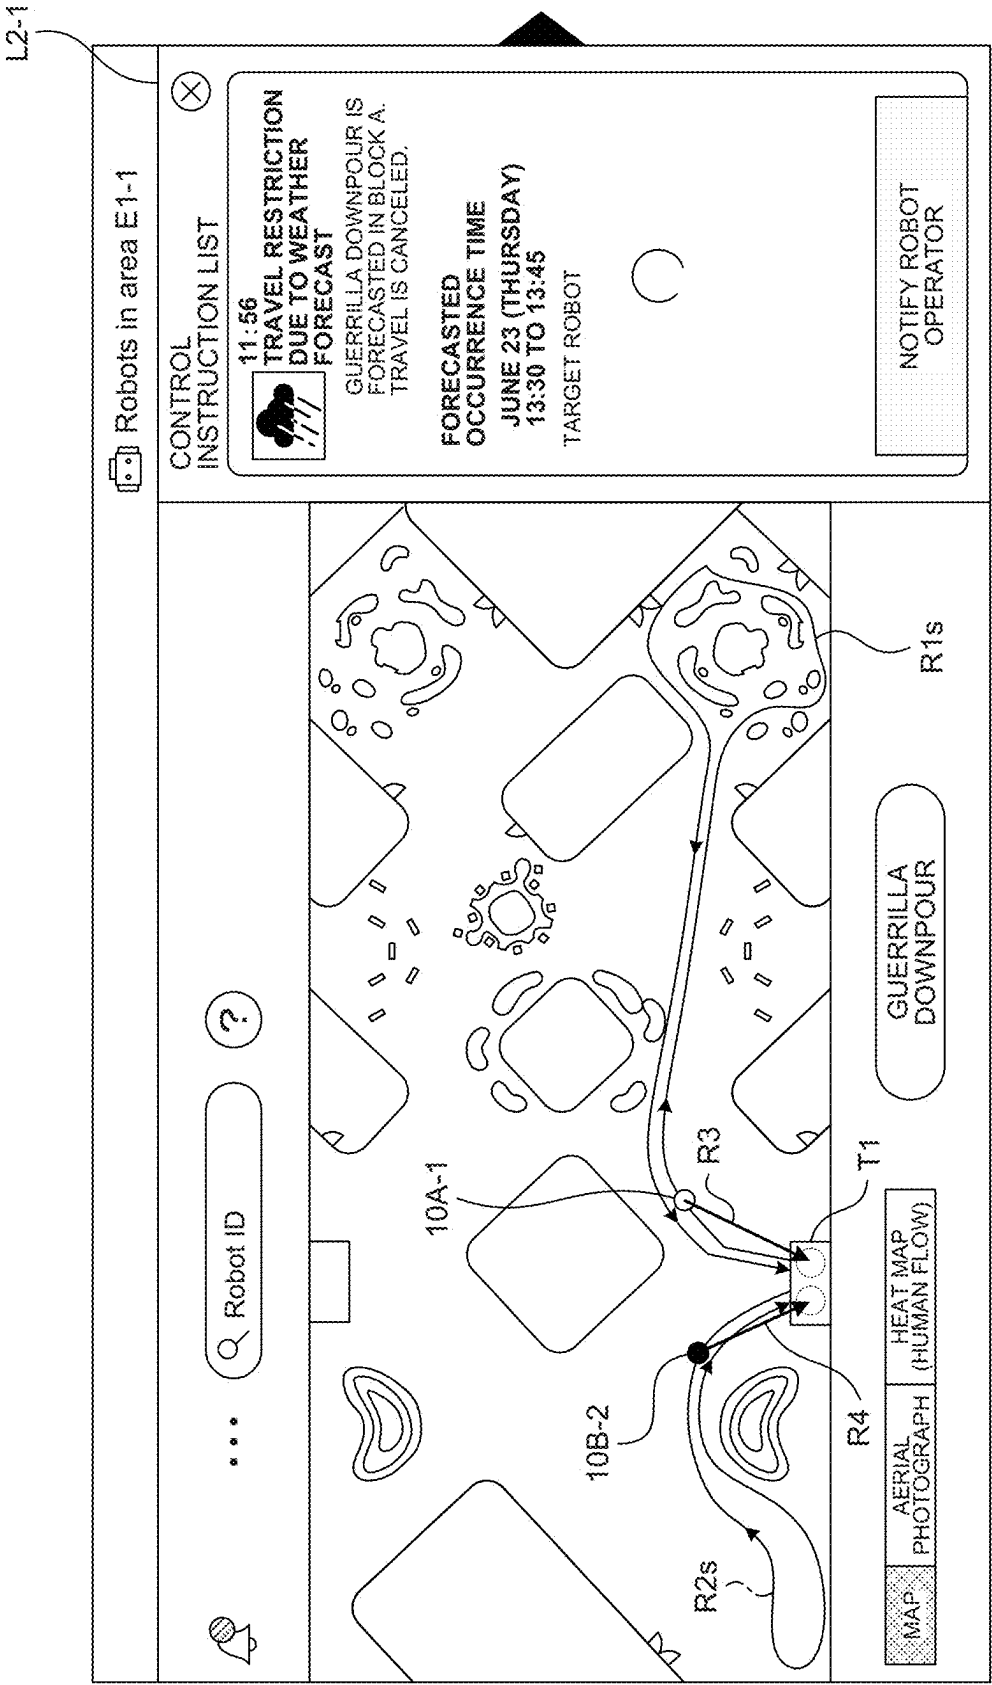 L2-1
Robots in area E1-1
Robot ID
?
CONTROL
INSTRUCTION LIST
11:56
TRAVEL RESTRICTION
DUE TO WEATHER
FORECAST
GUERRILLA DOWNPOUR IS
FORECASTED IN BLOCK A.
TRAVEL IS CANCELED.
FORECASTED
OCCURRENCE TIME
JUNE 23 (THURSDAY)
13:30 TO 13:45
TARGET ROBOT
NOTIFY ROBOT
OPERATOR
10A-1
10B-2
R3
R2s
R4
T1
R1s
MAP
AERIAL
PHOTOGRAPH
HEAT MAP
(HUMAN FLOW)
GUERRILLA
DOWNPOUR